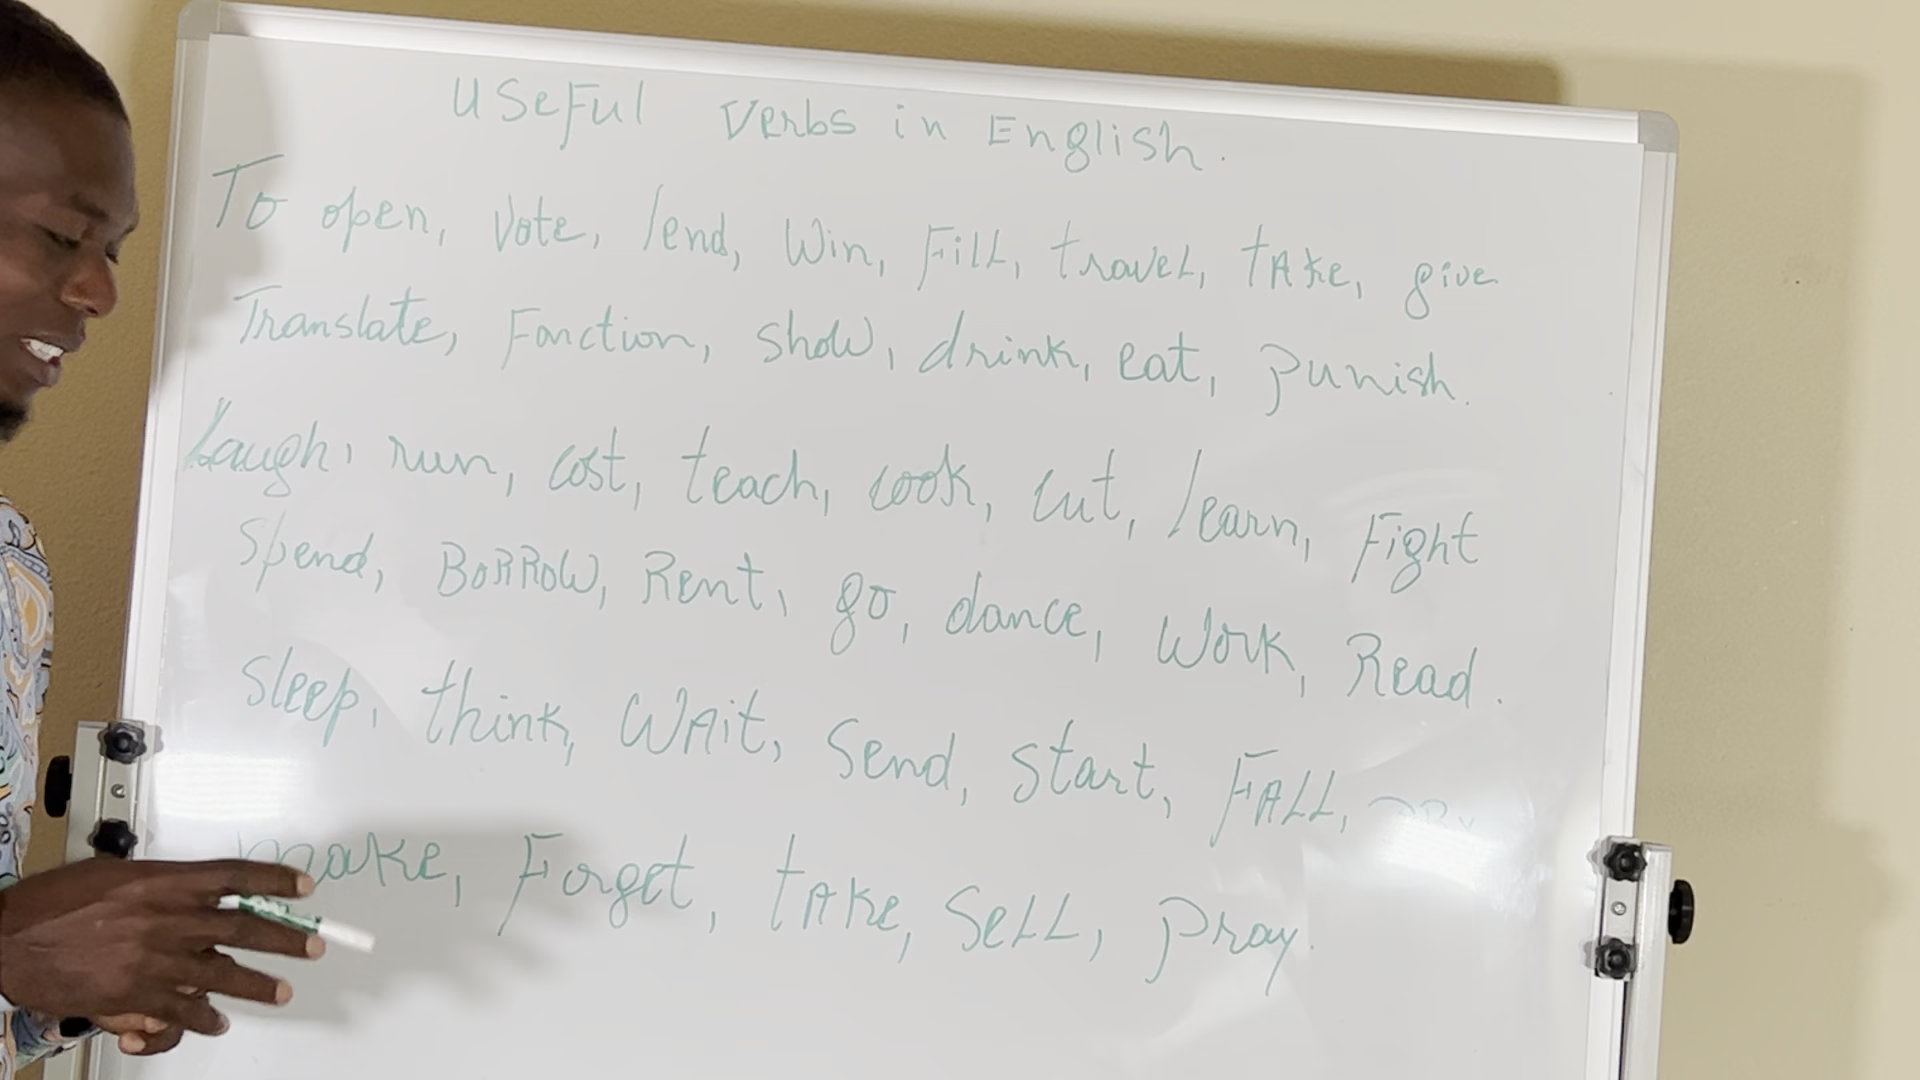 Useful Verbs in English.
To open, Vote, lend, Win, Fill, travel, tAke, give
Translate, Fonction, show, drink, eat, punish.
Laugh, run, cost, teach, cook, cut, learn, Fight
Spend, BoRRoW, Rent, go, dance, Work, Read.
Sleep, think, WAit, Send, Start, FALL,
make, Forget, tAke, SeLL, pray.